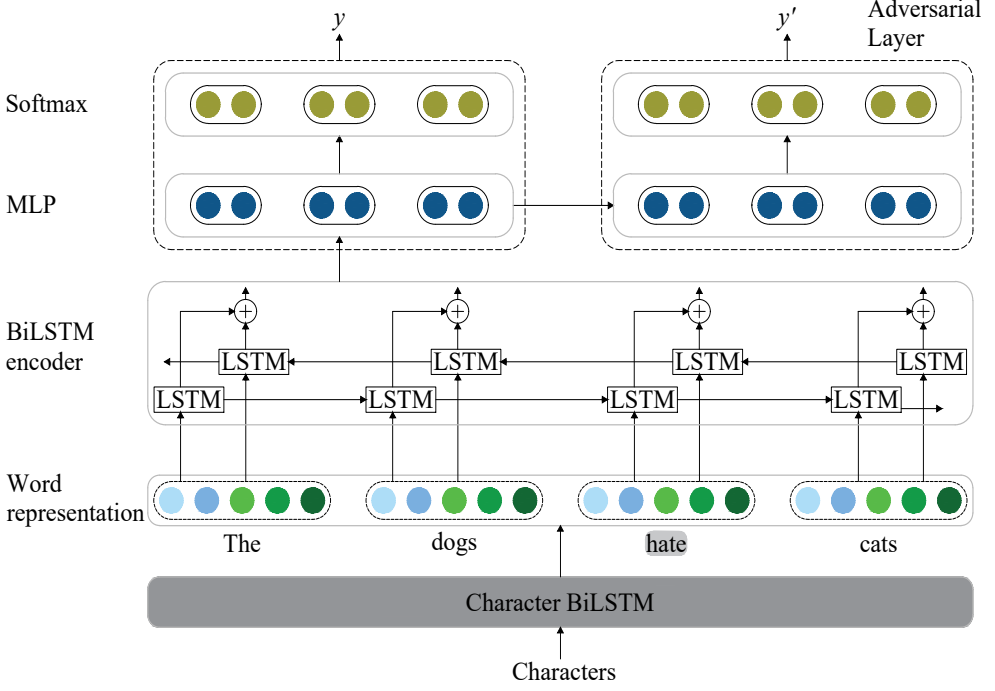 y
y′
Adversarial
Layer
Softmax
MLP
BiLSTM
encoder
LSTM LSTM LSTM LSTM
LSTM LSTM LSTM LSTM
Word
representation
The dogs hate cats
Character BiLSTM
Characters